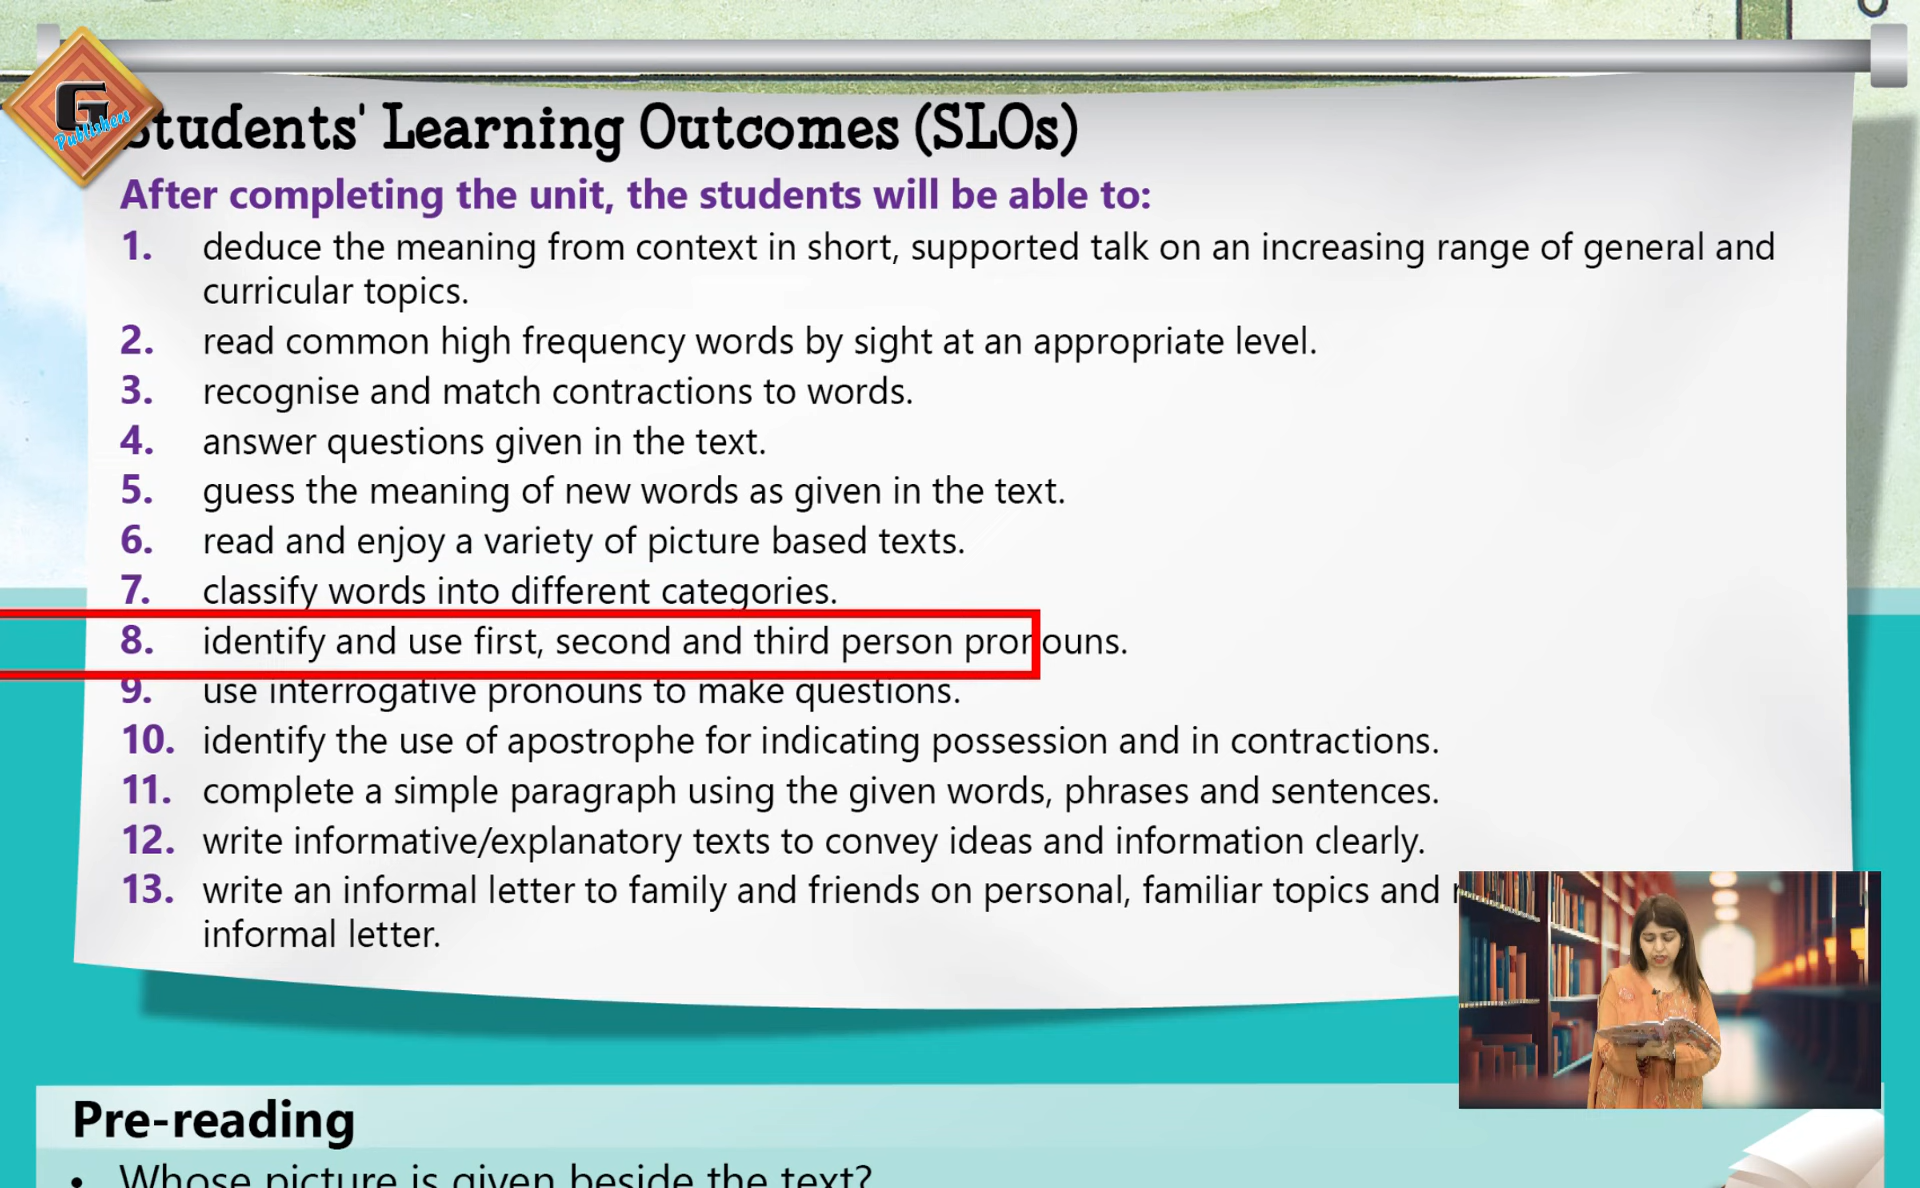 G
Publishers
Students' Learning Outcomes (SLOs)
After completing the unit, the students will be able to:
1. deduce the meaning from context in short, supported talk on an increasing range of general and
curricular topics.
2. read common high frequency words by sight at an appropriate level.
3. recognise and match contractions to words.
4. answer questions given in the text.
5. guess the meaning of new words as given in the text.
6. read and enjoy a variety of picture based texts.
7. classify words into different categories.
8. identify and use first, second and third person pronouns.
9. use interrogative pronouns to make questions.
10. identify the use of apostrophe for indicating possession and in contractions.
11. complete a simple paragraph using the given words, phrases and sentences.
12. write informative/explanatory texts to convey ideas and information clearly.
13. write an informal letter to family and friends on personal, familiar topics and
informal letter.
Pre-reading
• Whose picture is given beside the text?